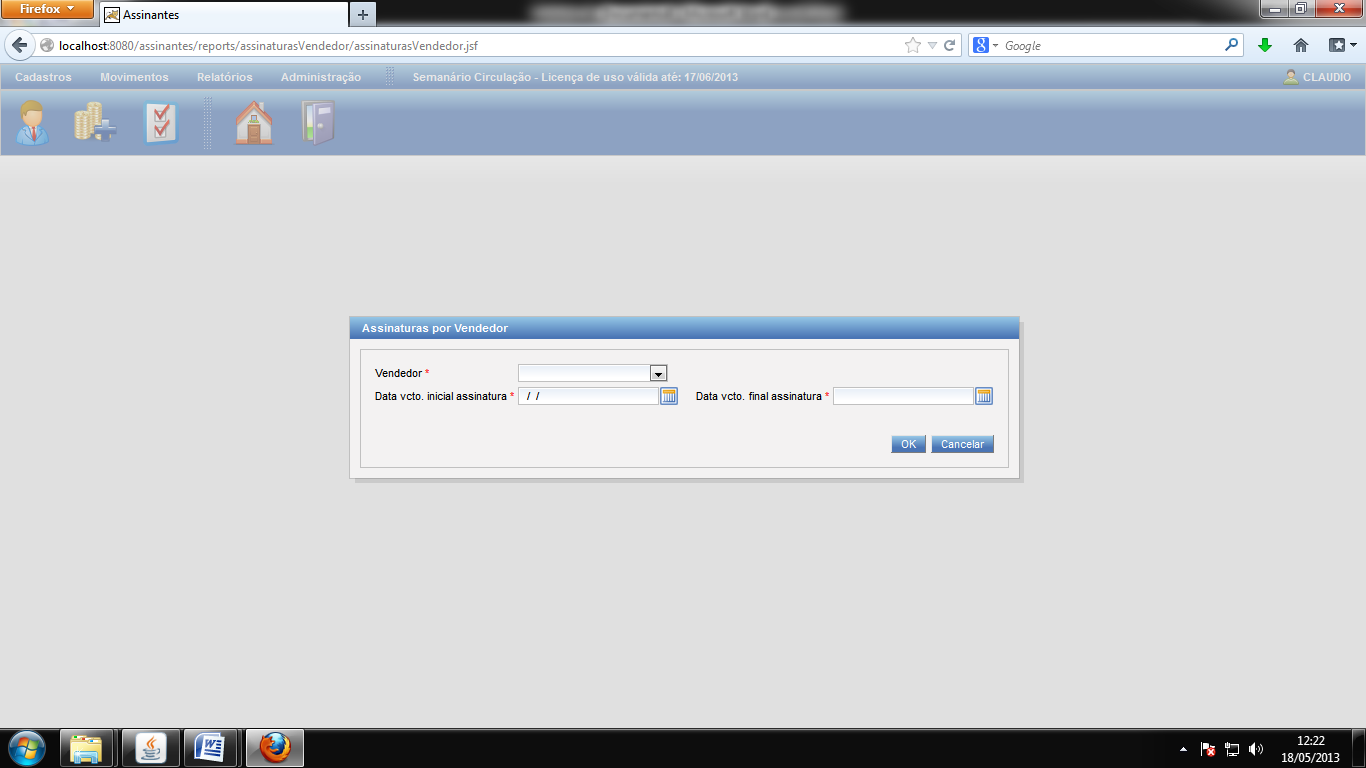 Firefox
Assinantes
localhost:8080/assinantes/reports/assinaturasVendedor/assinaturasVendedor.jsf
Google
Cadastros Movimentos Relatórios Administração Semanário Circulação - Licença de uso válida até: 17/06/2013 CLAUDIO
Assinaturas por Vendedor
Vendedor *
Data vcto. inicial assinatura * / / Data vcto. final assinatura *
OK Cancelar
12:22
18/05/2013